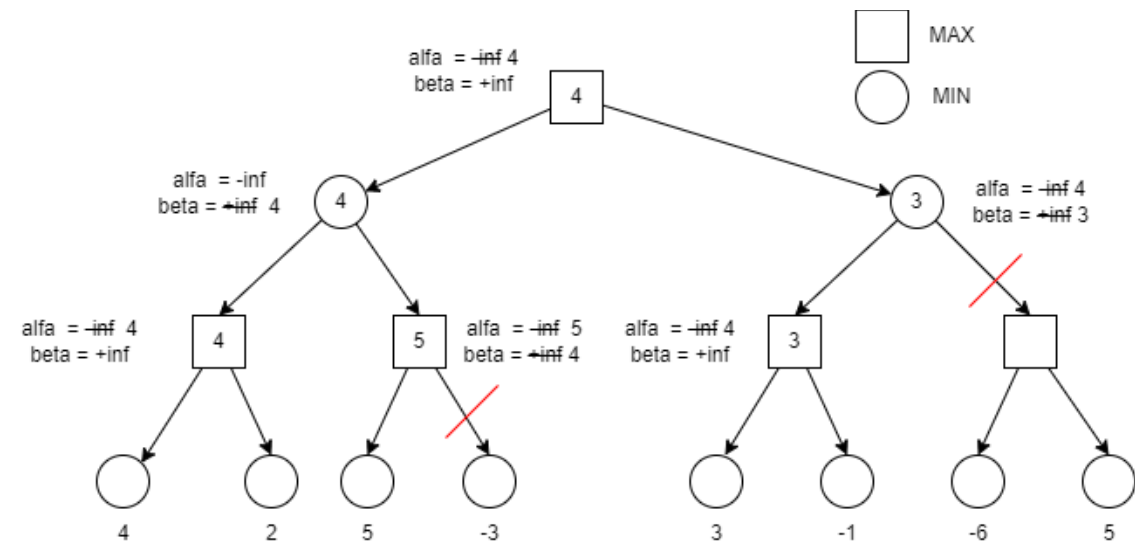 MAX
alfa = -inf 4
beta = +inf
4
MIN
alfa = -inf
beta = +inf 4
4
3
alfa = -inf 4
beta = +inf 3
alfa = -inf 4
beta = +inf
4
5
alfa = -inf 5
beta = +inf 4
alfa = -inf 4
beta = +inf
3
4
2
5
-3
3
-1
-6
5